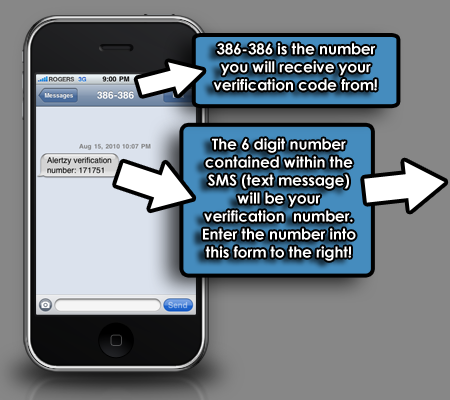 ROGERS 3G 9:00 PM
Messages 386-386
Aug 15, 2010 10:07 PM
Alertzy verification
number: 171751
Send
386-386 is the number
you will receive your
verification code from!
The 6 digit number
contained within the
SMS (text message)
will be your
verification number.
Enter the number into
this form to the right!